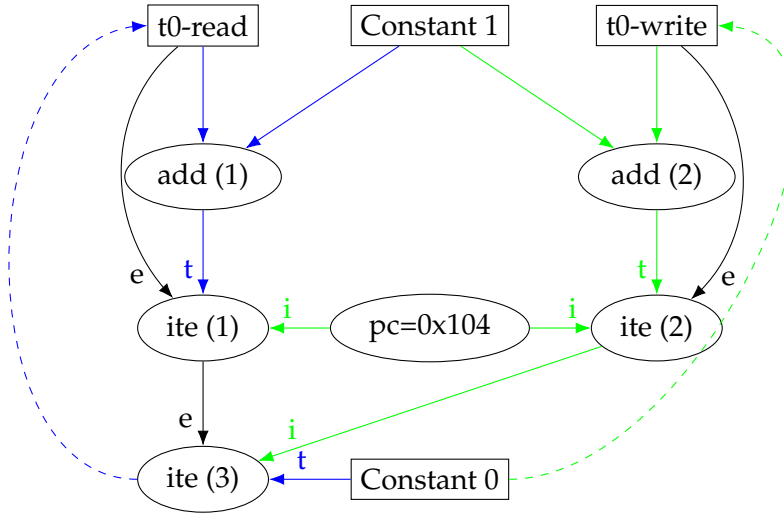 t0-read
Constant 1
t0-write
add (1)
add (2)
e
t
t
e
ite (1)
i
pc=0x104
i
ite (2)
e
i
ite (3)
t
Constant 0